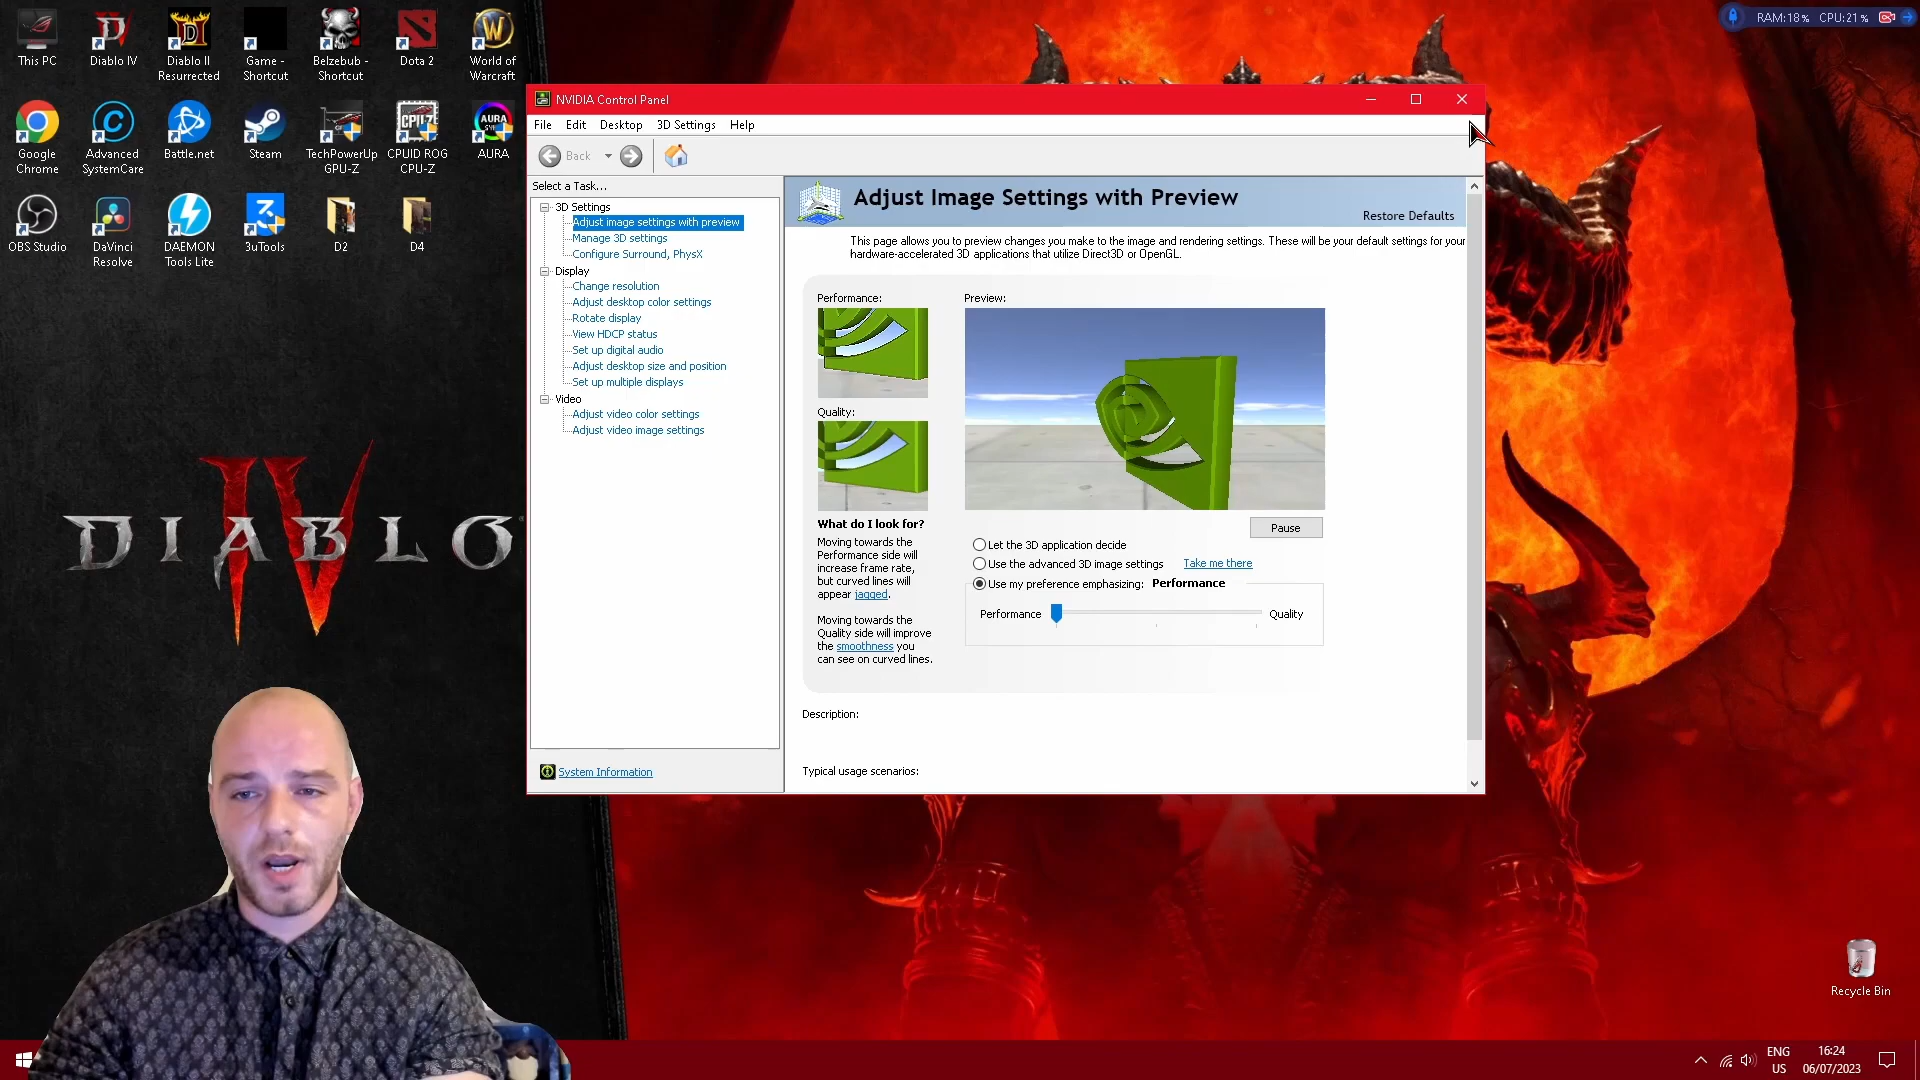 This PC
Diablo IV
Diablo II
Resurrected
Game -
Shortcut
Belzebub -
Shortcut
Dota 2
World of
Warcraft
Google
Chrome
Advanced
SystemCare
Battle.net
Steam
TechPowerUp
GPU-Z
CPUID ROG
CPU-Z
AURA
OBS Studio
DaVinci
Resolve
DAEMON
Tools Lite
3uTools
D2
D4
RAM:18% CPU:21%
NVIDIA Control Panel
File Edit Desktop 3D Settings Help
Back
Select a Task...
3D Settings
Adjust image settings with preview
Manage 3D settings
Configure Surround, PhysX
Display
Change resolution
Adjust desktop color settings
Rotate display
View HDCP status
Set up digital audio
Adjust desktop size and position
Set up multiple displays
Video
Adjust video color settings
Adjust video image settings
System Information
Adjust Image Settings with Preview
Restore Defaults
This page allows you to preview changes you make to the image and rendering settings. These will be your default settings for your
hardware-accelerated 3D applications that utilize Direct3D or OpenGL.
Performance:
Preview:
Quality:
What do I look for?
Moving towards the
Performance side will
increase frame rate,
but curved lines will
appear jagged.
Moving towards the
Quality side will improve
the smoothness you
can see on curved lines.
Pause
Let the 3D application decide
Use the advanced 3D image settings Take me there
Use my preference emphasizing: Performance
Performance Quality
Description:
Typical usage scenarios:
DIABLO
IV
Recycle Bin
ENG
US
16:24
06/07/2023